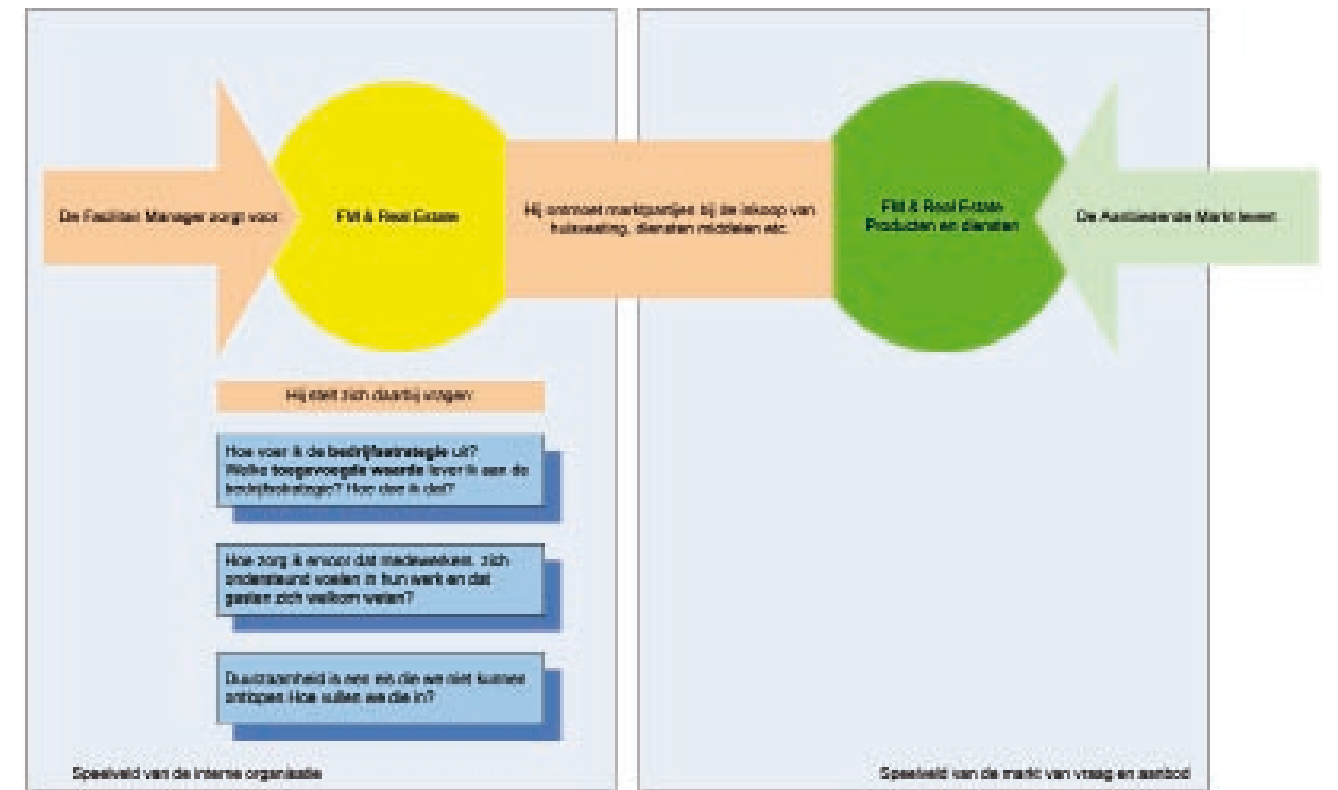 De Facilitair Manager zorgt voor:
FM & Real Estate
Hij ontmoet marktpartijen bij de inkoop van
huisvesting, diensten middelen etc.
FM & Real Estate
Producten en diensten
De Aanbiedende Markt levert:
Hij stelt zich daarbij vragen
Hoe voer ik de bedrijfsstrategie uit?
Welke toegevoegde waarde lever ik aan de
bedrijfsstrategie? Hoe doe ik dat?
Hoe zorg ik ervoor dat medewerkers, zich
ondersteund voelen in hun werk en dat
gasten zich welkom weten?
Duurzaamheid is een eis die we niet kunnen
ontlopen Hoe vullen we die in?
Speelveld van de interne organisatie
Speelveld van de markt van vraag en aanbod